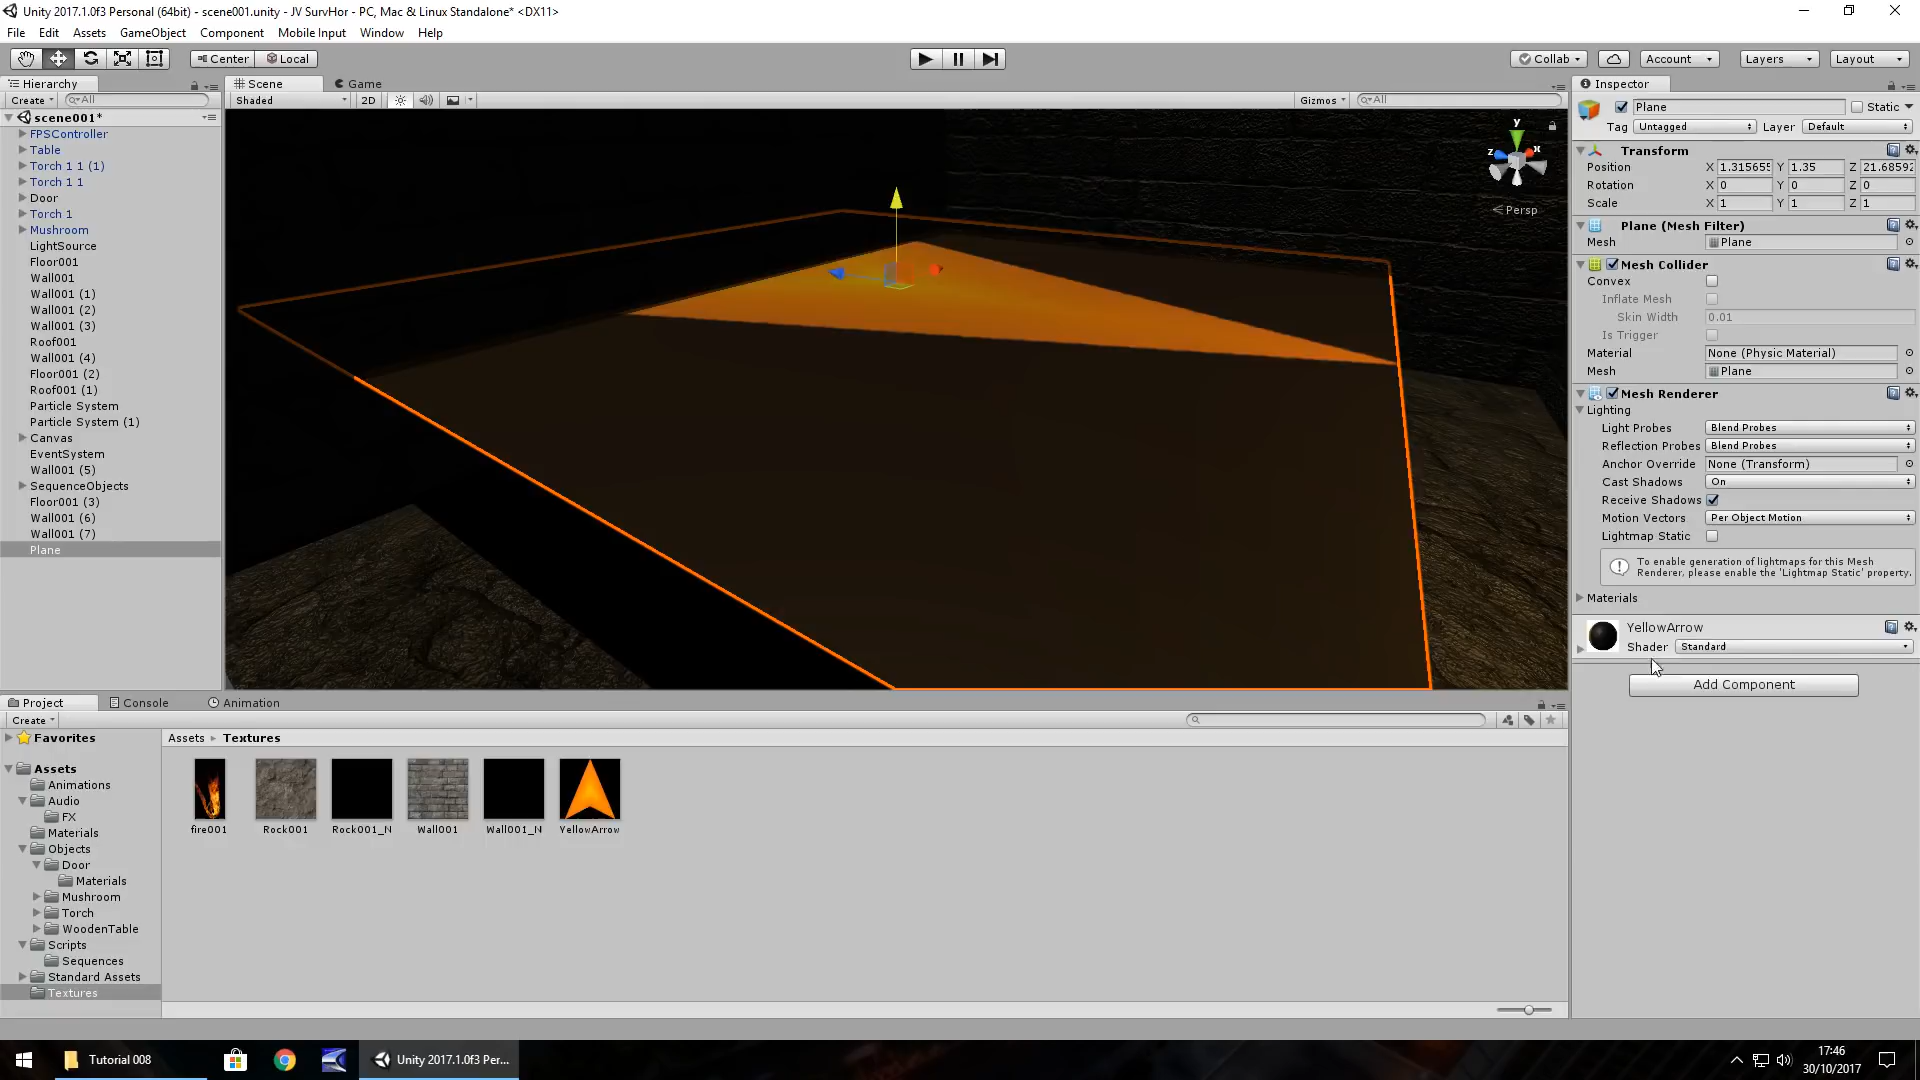 Unity 2017.1.0f3 Personal (64bit) - scene001.unity - JV SurvHor - PC, Mac & Linux Standalone* <DX11>
File Edit Assets GameObject Component Mobile Input Window Help
Center Local Collab Account Layers Layout
Hierarchy
Create All
scene001*
FPSController
Table
Torch 1 1 (1)
Torch 1 1
Door
Torch 1
Mushroom
LightSource
Floor001
Wall001
Wall001 (1)
Wall001 (2)
Wall001 (3)
Roof001
Wall001 (4)
Floor001 (2)
Roof001 (1)
Particle System
Particle System (1)
Canvas
EventSystem
Wall001 (5)
SequenceObjects
Floor001 (3)
Wall001 (6)
Wall001 (7)
Plane
Scene Game
Shaded 2D Gizmos All
y
z x
Persp
Inspector
Plane Static
Tag Untagged Layer Default
Transform
Position X 1.315655 Y 1.35 Z 21.68592
Rotation X 0 Y 0 Z 0
Scale X 1 Y 1 Z 1
Plane (Mesh Filter)
Mesh Plane
Mesh Collider
Convex
Inflate Mesh
Skin Width 0.01
Is Trigger
Material None (Physic Material)
Mesh Plane
Mesh Renderer
Lighting
Light Probes Blend Probes
Reflection Probes Blend Probes
Anchor Override None (Transform)
Cast Shadows On
Receive Shadows
Motion Vectors Per Object Motion
Lightmap Static
To enable generation of lightmaps for this Mesh
Renderer, please enable the 'Lightmap Static' property.
Materials
YellowArrow
Shader Standard
Add Component
Project Console Animation
Create
Favorites
Assets
Animations
Audio
FX
Materials
Objects
Door
Materials
Mushroom
Torch
WoodenTable
Scripts
Sequences
Standard Assets
Textures
Assets Textures
fire001 Rock001 Rock001_N Wall001 Wall001_N YellowArrow
Tutorial 008 Unity 2017.1.0f3 Per...
17:46
30/10/2017